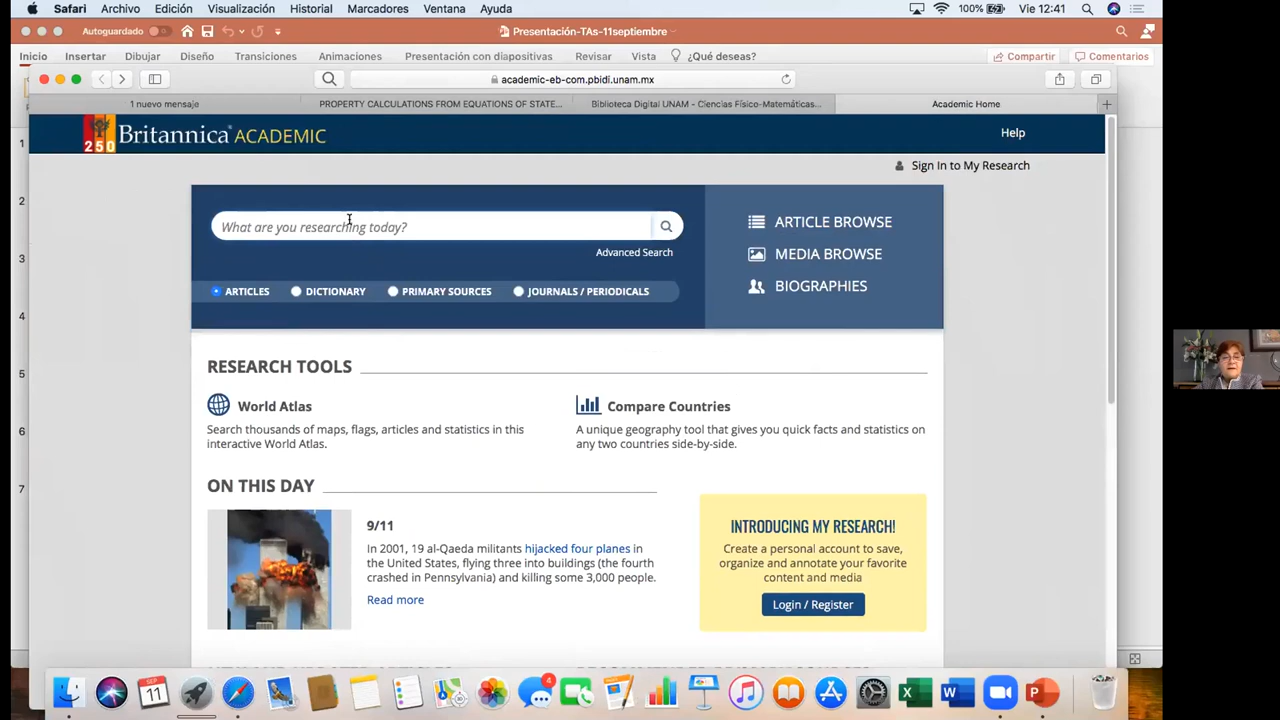 Safari Archivo Edición Visualización Historial Marcadores Ventana Ayuda 100% Vie 12:41
Autoguardado Presentación-TAs-11septiembre
Inicio Insertar Dibujar Diseño Transiciones Animaciones Presentación con diapositivas Revisar Vista ¿Qué deseas? Compartir Comentarios
academic-eb-com.pbidi.unam.mx
1 nuevo mensaje PROPERTY CALCULATIONS FROM EQUATIONS OF STATE... Biblioteca Digital UNAM - Ciencias Físico-Matemáticas... Academic Home
250 Britannica ACADEMIC Help
Sign In to My Research
What are you researching today?
Advanced Search
ARTICLES DICTIONARY PRIMARY SOURCES JOURNALS / PERIODICALS
ARTICLE BROWSE
MEDIA BROWSE
BIOGRAPHIES
RESEARCH TOOLS
World Atlas
Search thousands of maps, flags, articles and statistics in this
interactive World Atlas.
Compare Countries
A unique geography tool that gives you quick facts and statistics on
any two countries side-by-side.
ON THIS DAY
9/11
In 2001, 19 al-Qaeda militants hijacked four planes in
the United States, flying three into buildings (the fourth
crashed in Pennsylvania) and killing some 3,000 people.
Read more
INTRODUCING MY RESEARCH!
Create a personal account to save,
organize and annotate your favorite
content and media
Login / Register
1
2
3
4
5
6
7
SEP
11
4